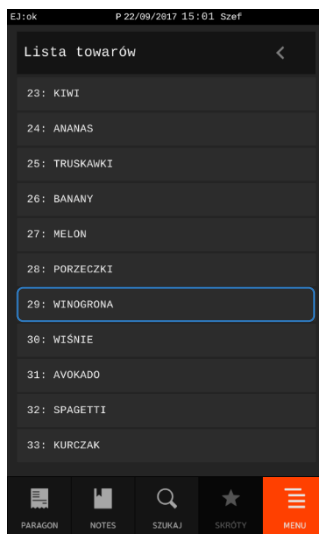 EJ:ok P 22/09/2017 15:01 Szef
Lista towarów
23: KIWI
24: ANANAS
25: TRUSKAWKI
26: BANANY
27: MELON
28: PORZECZKI
29: WINOGRONA
30: WIŚNIE
31: AVOKADO
32: SPAGETTI
33: KURCZAK
PARAGON NOTES SZUKAJ SKRÓTY MENU